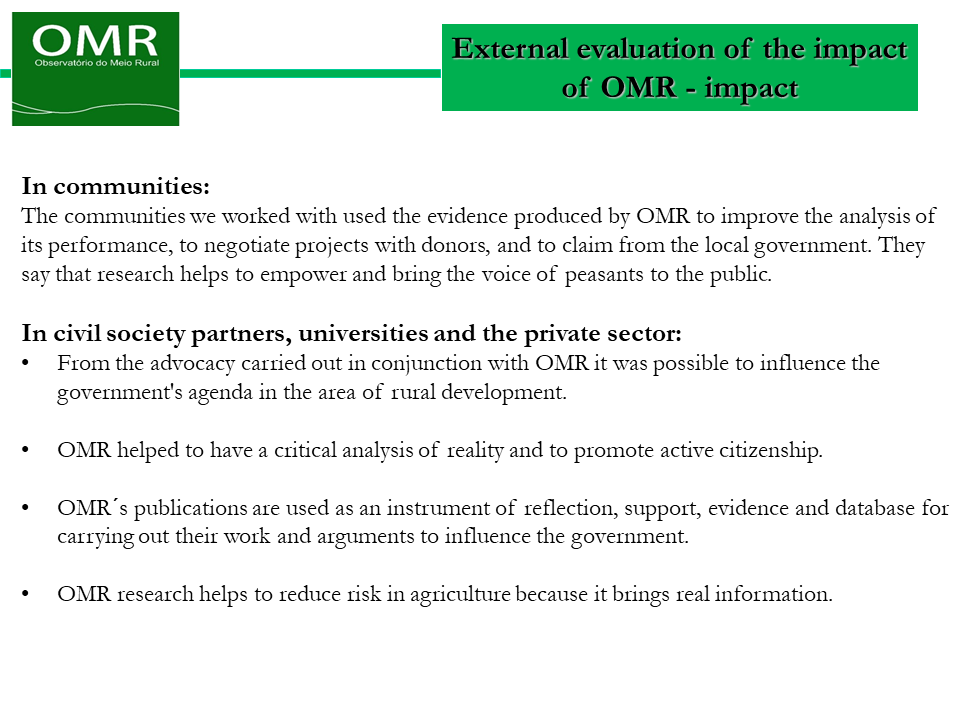 OMR
Observatório do Meio Rural
External evaluation of the impact
of OMR - impact
In communities:
The communities we worked with used the evidence produced by OMR to improve the analysis of
its performance, to negotiate projects with donors, and to claim from the local government. They
say that research helps to empower and bring the voice of peasants to the public.
In civil society partners, universities and the private sector:
• From the advocacy carried out in conjunction with OMR it was possible to influence the
government's agenda in the area of rural development.
• OMR helped to have a critical analysis of reality and to promote active citizenship.
• OMR´s publications are used as an instrument of reflection, support, evidence and database for
carrying out their work and arguments to influence the government.
• OMR research helps to reduce risk in agriculture because it brings real information.